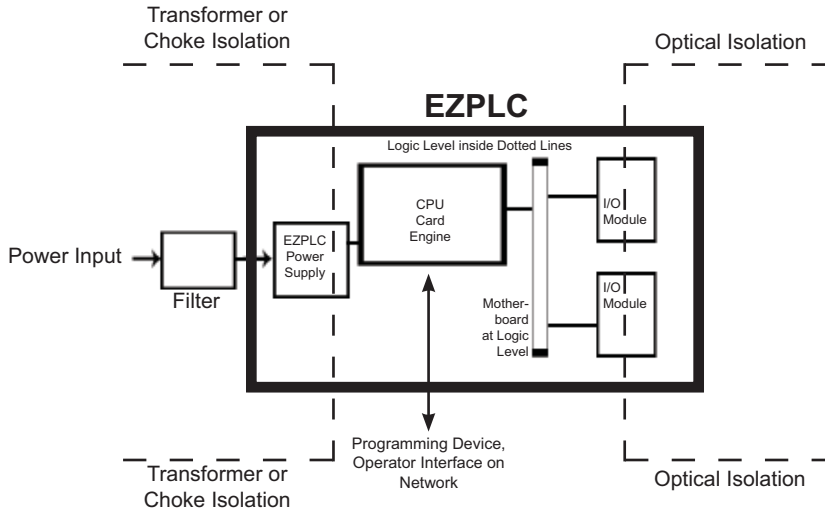 Transformer or
Choke Isolation
Optical Isolation
EZPLC
Logic Level inside Dotted Lines
CPU
Card
Engine
I/O
Module
EZPLC
Power
Supply
Power Input
Filter
I/O
Module
Mother-
board
at Logic
Level
Programming Device,
Operator Interface on
Network
Transformer or
Choke Isolation
Optical Isolation